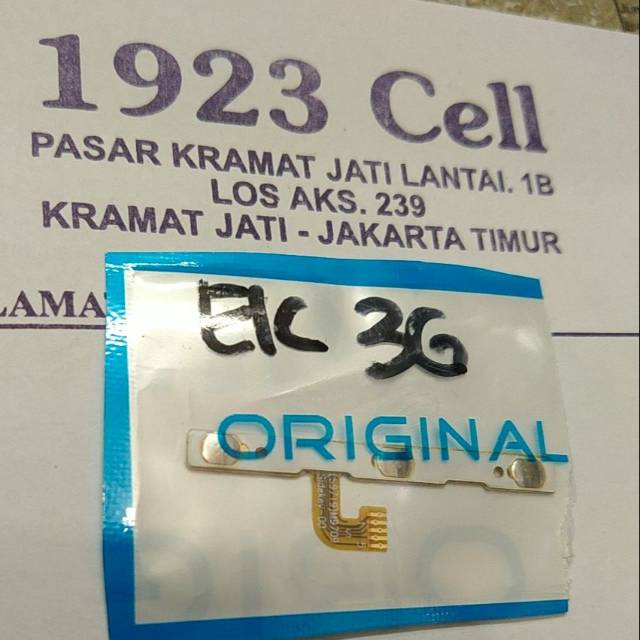 1923 Cell
PASAR KRAMAT JATI LANTAI. 1B
LOS AKS. 239
KRAMAT JATI - JAKARTA TIMUR
LAMA
E1C 3G
ORIGINAL